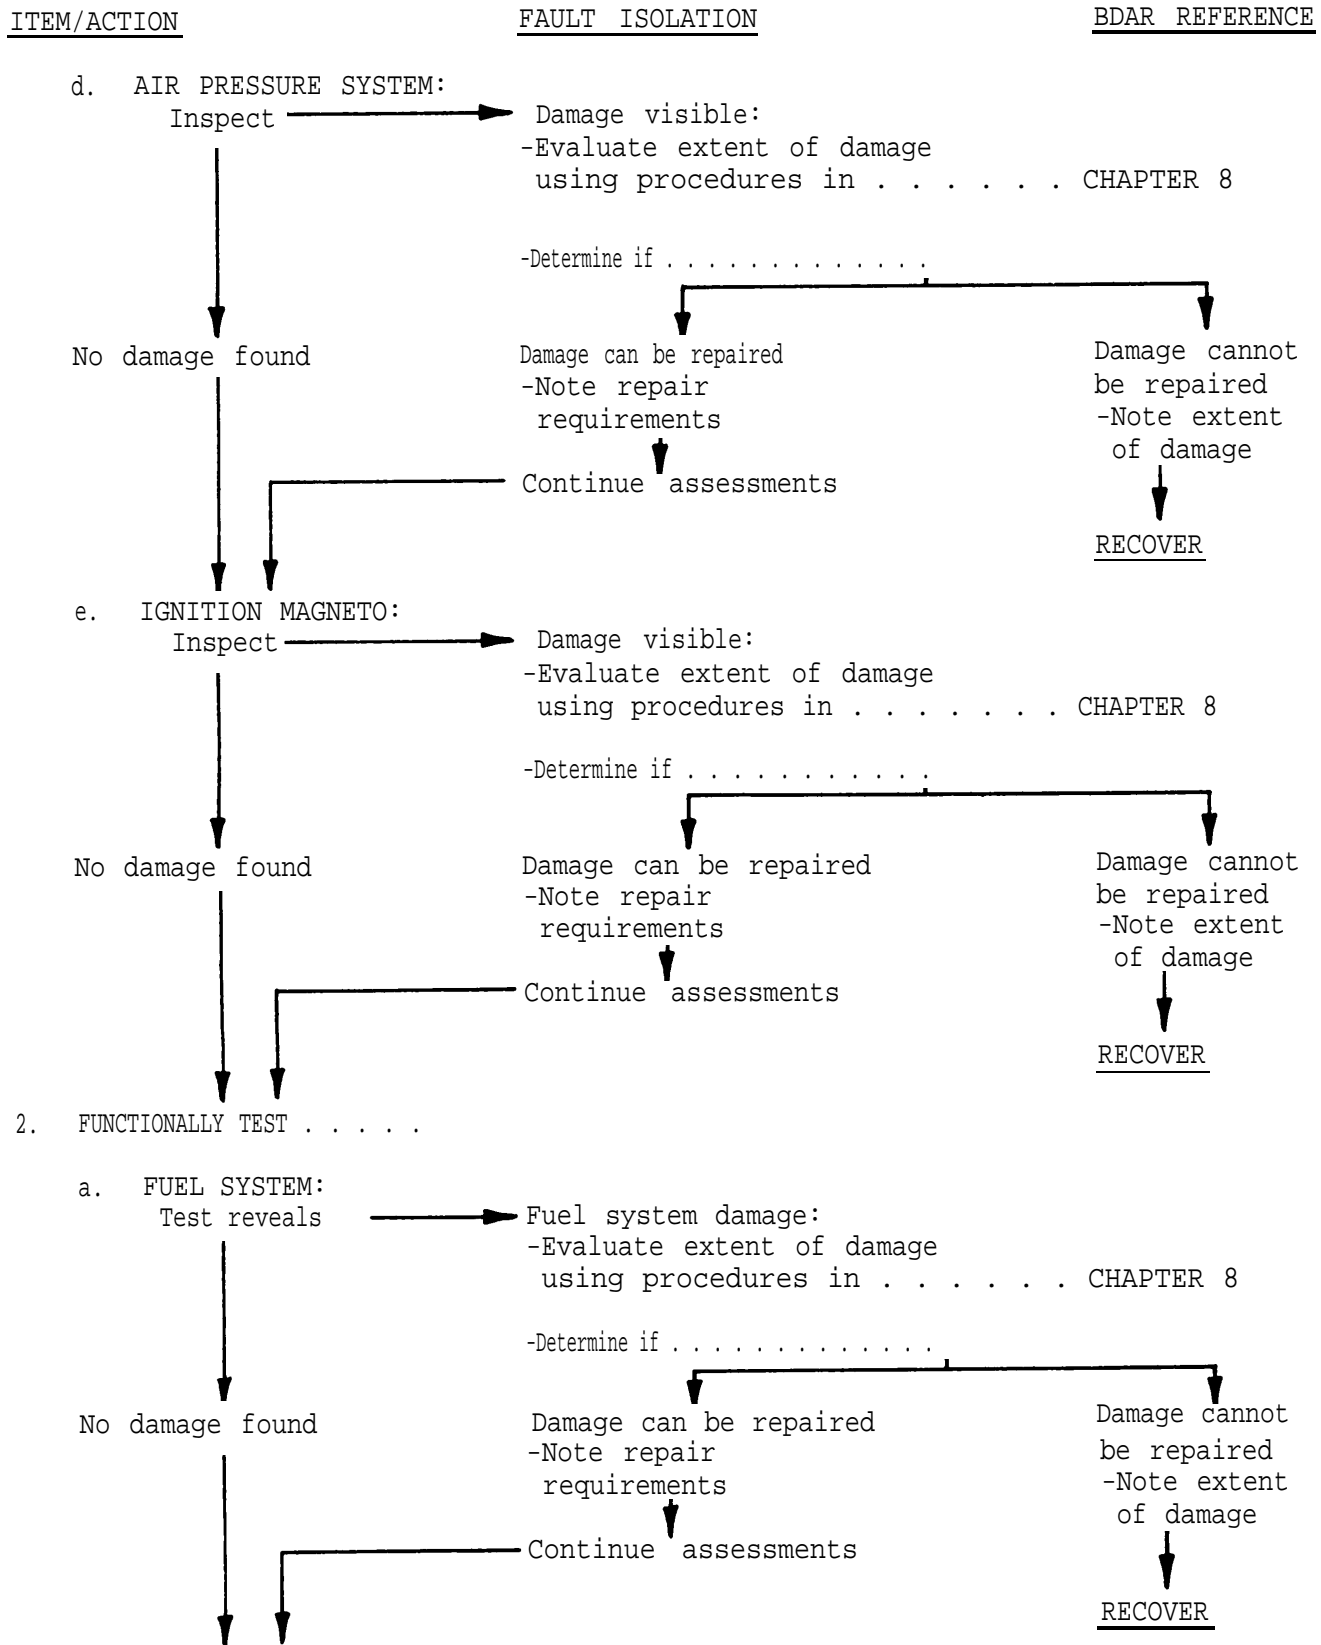 ITEM/ACTION FAULT ISOLATION BDAR REFERENCE
d. AIR PRESSURE SYSTEM:
Inspect Damage visible:
-Evaluate extent of damage
using procedures in . . . . . . CHAPTER 8
-Determine if . . . . . . . . . . . . .
No damage found Damage can be repaired Damage cannot
-Note repair be repaired
requirements -Note extent
of damage
Continue assessments
RECOVER
e. IGNITION MAGNETO:
Inspect Damage visible:
-Evaluate extent of damage
using procedures in . . . . . . . CHAPTER 8
-Determine if . . . . . . . . . . .
No damage found Damage can be repaired Damage cannot
-Note repair be repaired
requirements -Note extent
of damage
Continue assessments
RECOVER
2. FUNCTIONALLY TEST . . . . .
a. FUEL SYSTEM:
Test reveals Fuel system damage:
-Evaluate extent of damage
using procedures in . . . . . . CHAPTER 8
-Determine if . . . . . . . . . . . . .
No damage found Damage can be repaired Damage cannot
-Note repair be repaired
requirements -Note extent
of damage
Continue assessments
RECOVER